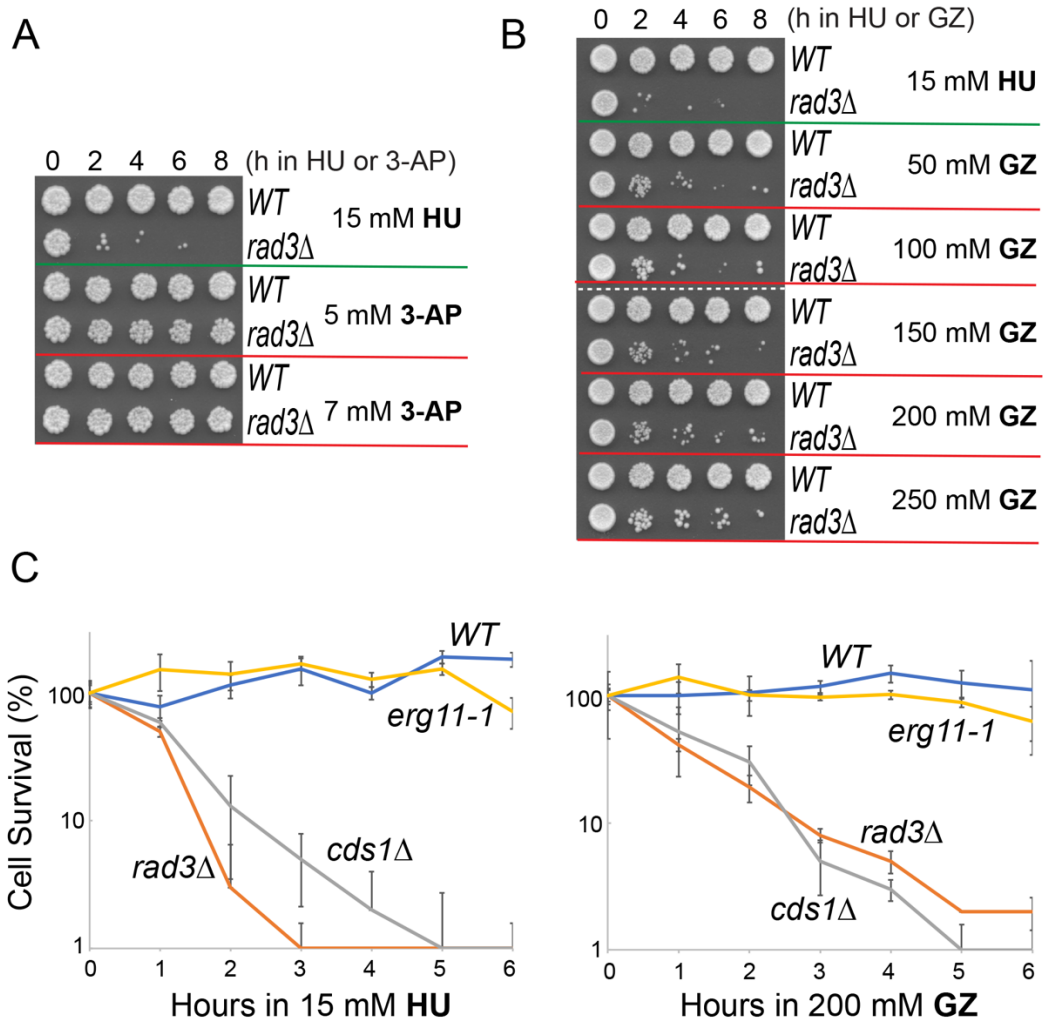 A
0 2 4 6 8 (h in HU or 3-AP)
WT
15 mM HU
rad3Δ
WT
5 mM 3-AP
rad3Δ
WT
7 mM 3-AP
rad3Δ
B
0 2 4 6 8 (h in HU or GZ)
WT
15 mM HU
rad3Δ
WT
50 mM GZ
rad3Δ
WT
100 mM GZ
rad3Δ
WT
150 mM GZ
rad3Δ
WT
200 mM GZ
rad3Δ
WT
250 mM GZ
rad3Δ
C
Cell Survival (%)
100
10
1
WT
erg11-1
rad3Δ
cds1Δ
0 1 2 3 4 5 6
Hours in 15 mM HU
100
10
1
WT
erg11-1
rad3Δ
cds1Δ
0 1 2 3 4 5 6
Hours in 200 mM GZ